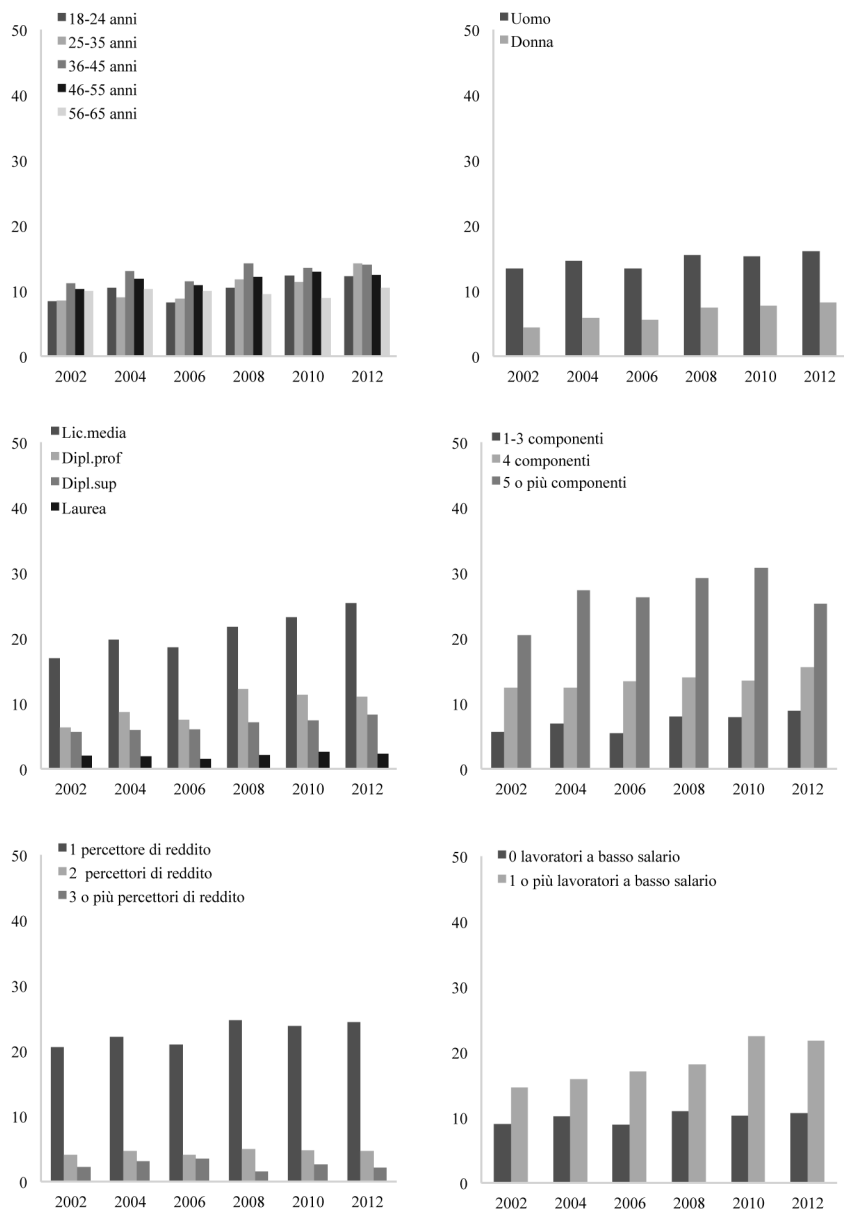 18-24 anni
25-35 anni
36-45 anni
46-55 anni
56-65 anni
50
40
30
20
10
0
2002 2004 2006 2008 2010 2012
Uomo
Donna
50
40
30
20
10
0
2002 2004 2006 2008 2010 2012
Lic.media
Dipl.prof
Dipl.sup
Laurea
50
40
30
20
10
0
2002 2004 2006 2008 2010 2012
1-3 componenti
4 componenti
5 o più componenti
50
40
30
20
10
0
2002 2004 2006 2008 2010 2012
1 percettore di reddito
2 percettori di reddito
3 o più percettori di reddito
50
40
30
20
10
0
2002 2004 2006 2008 2010 2012
0 lavoratori a basso salario
1 o più lavoratori a basso salario
50
40
30
20
10
0
2002 2004 2006 2008 2010 2012